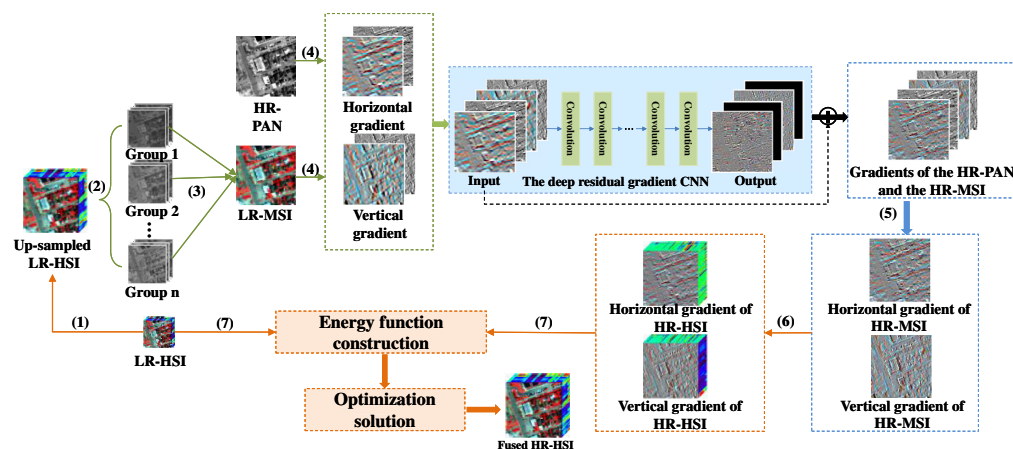 (4)
HR-
PAN
Horizontal
gradient
Group 1
(2)
(3)
Group 2
Group n
LR-MSI
(4)
Vertical
gradient
Up-sampled
LR-HSI
Input
Convolution
Convolution
...
Convolution
Convolution
The deep residual gradient CNN
Output
Gradients of the HR-PAN
and the HR-MSI
(5)
Horizontal gradient of
HR-MSI
Vertical gradient of
HR-MSI
(6)
Horizontal gradient of
HR-HSI
Vertical gradient of
HR-HSI
(7)
(1)
LR-HSI
(7)
Energy function
construction
Optimization
solution
Fused HR-HSI